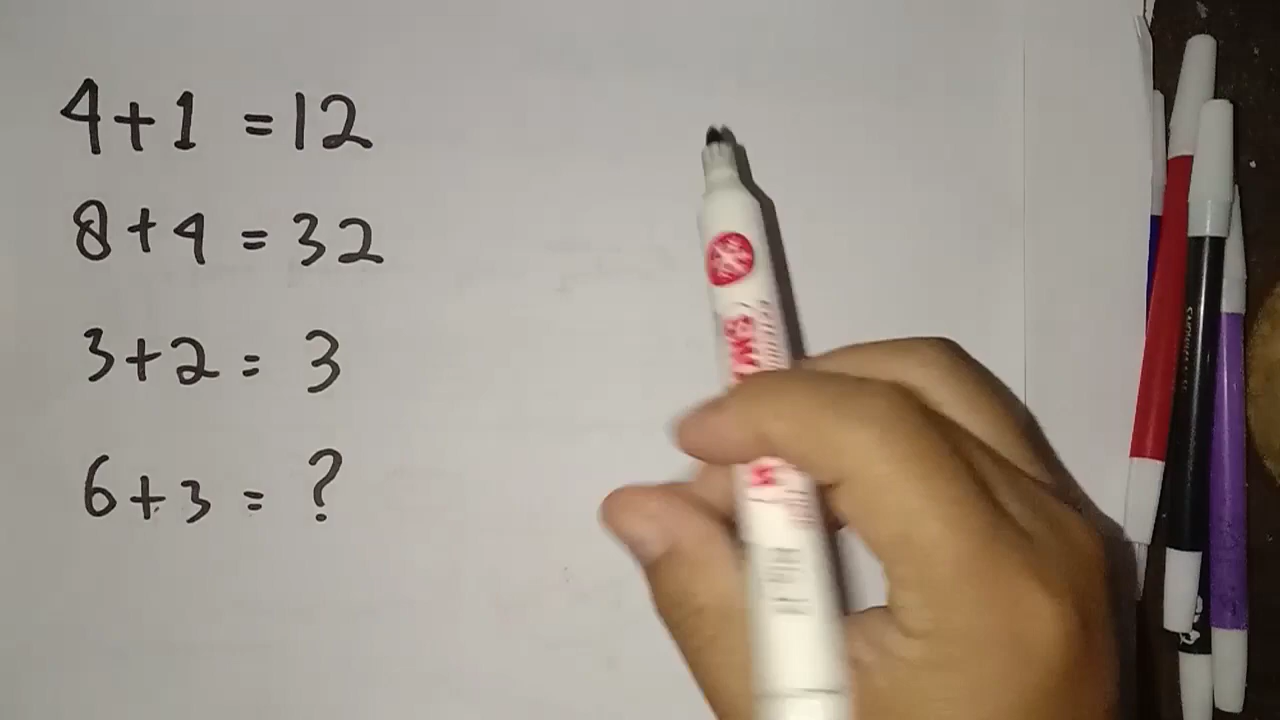 4+1 =12
8+4 = 32
3+2 = 3
6+3 = ?